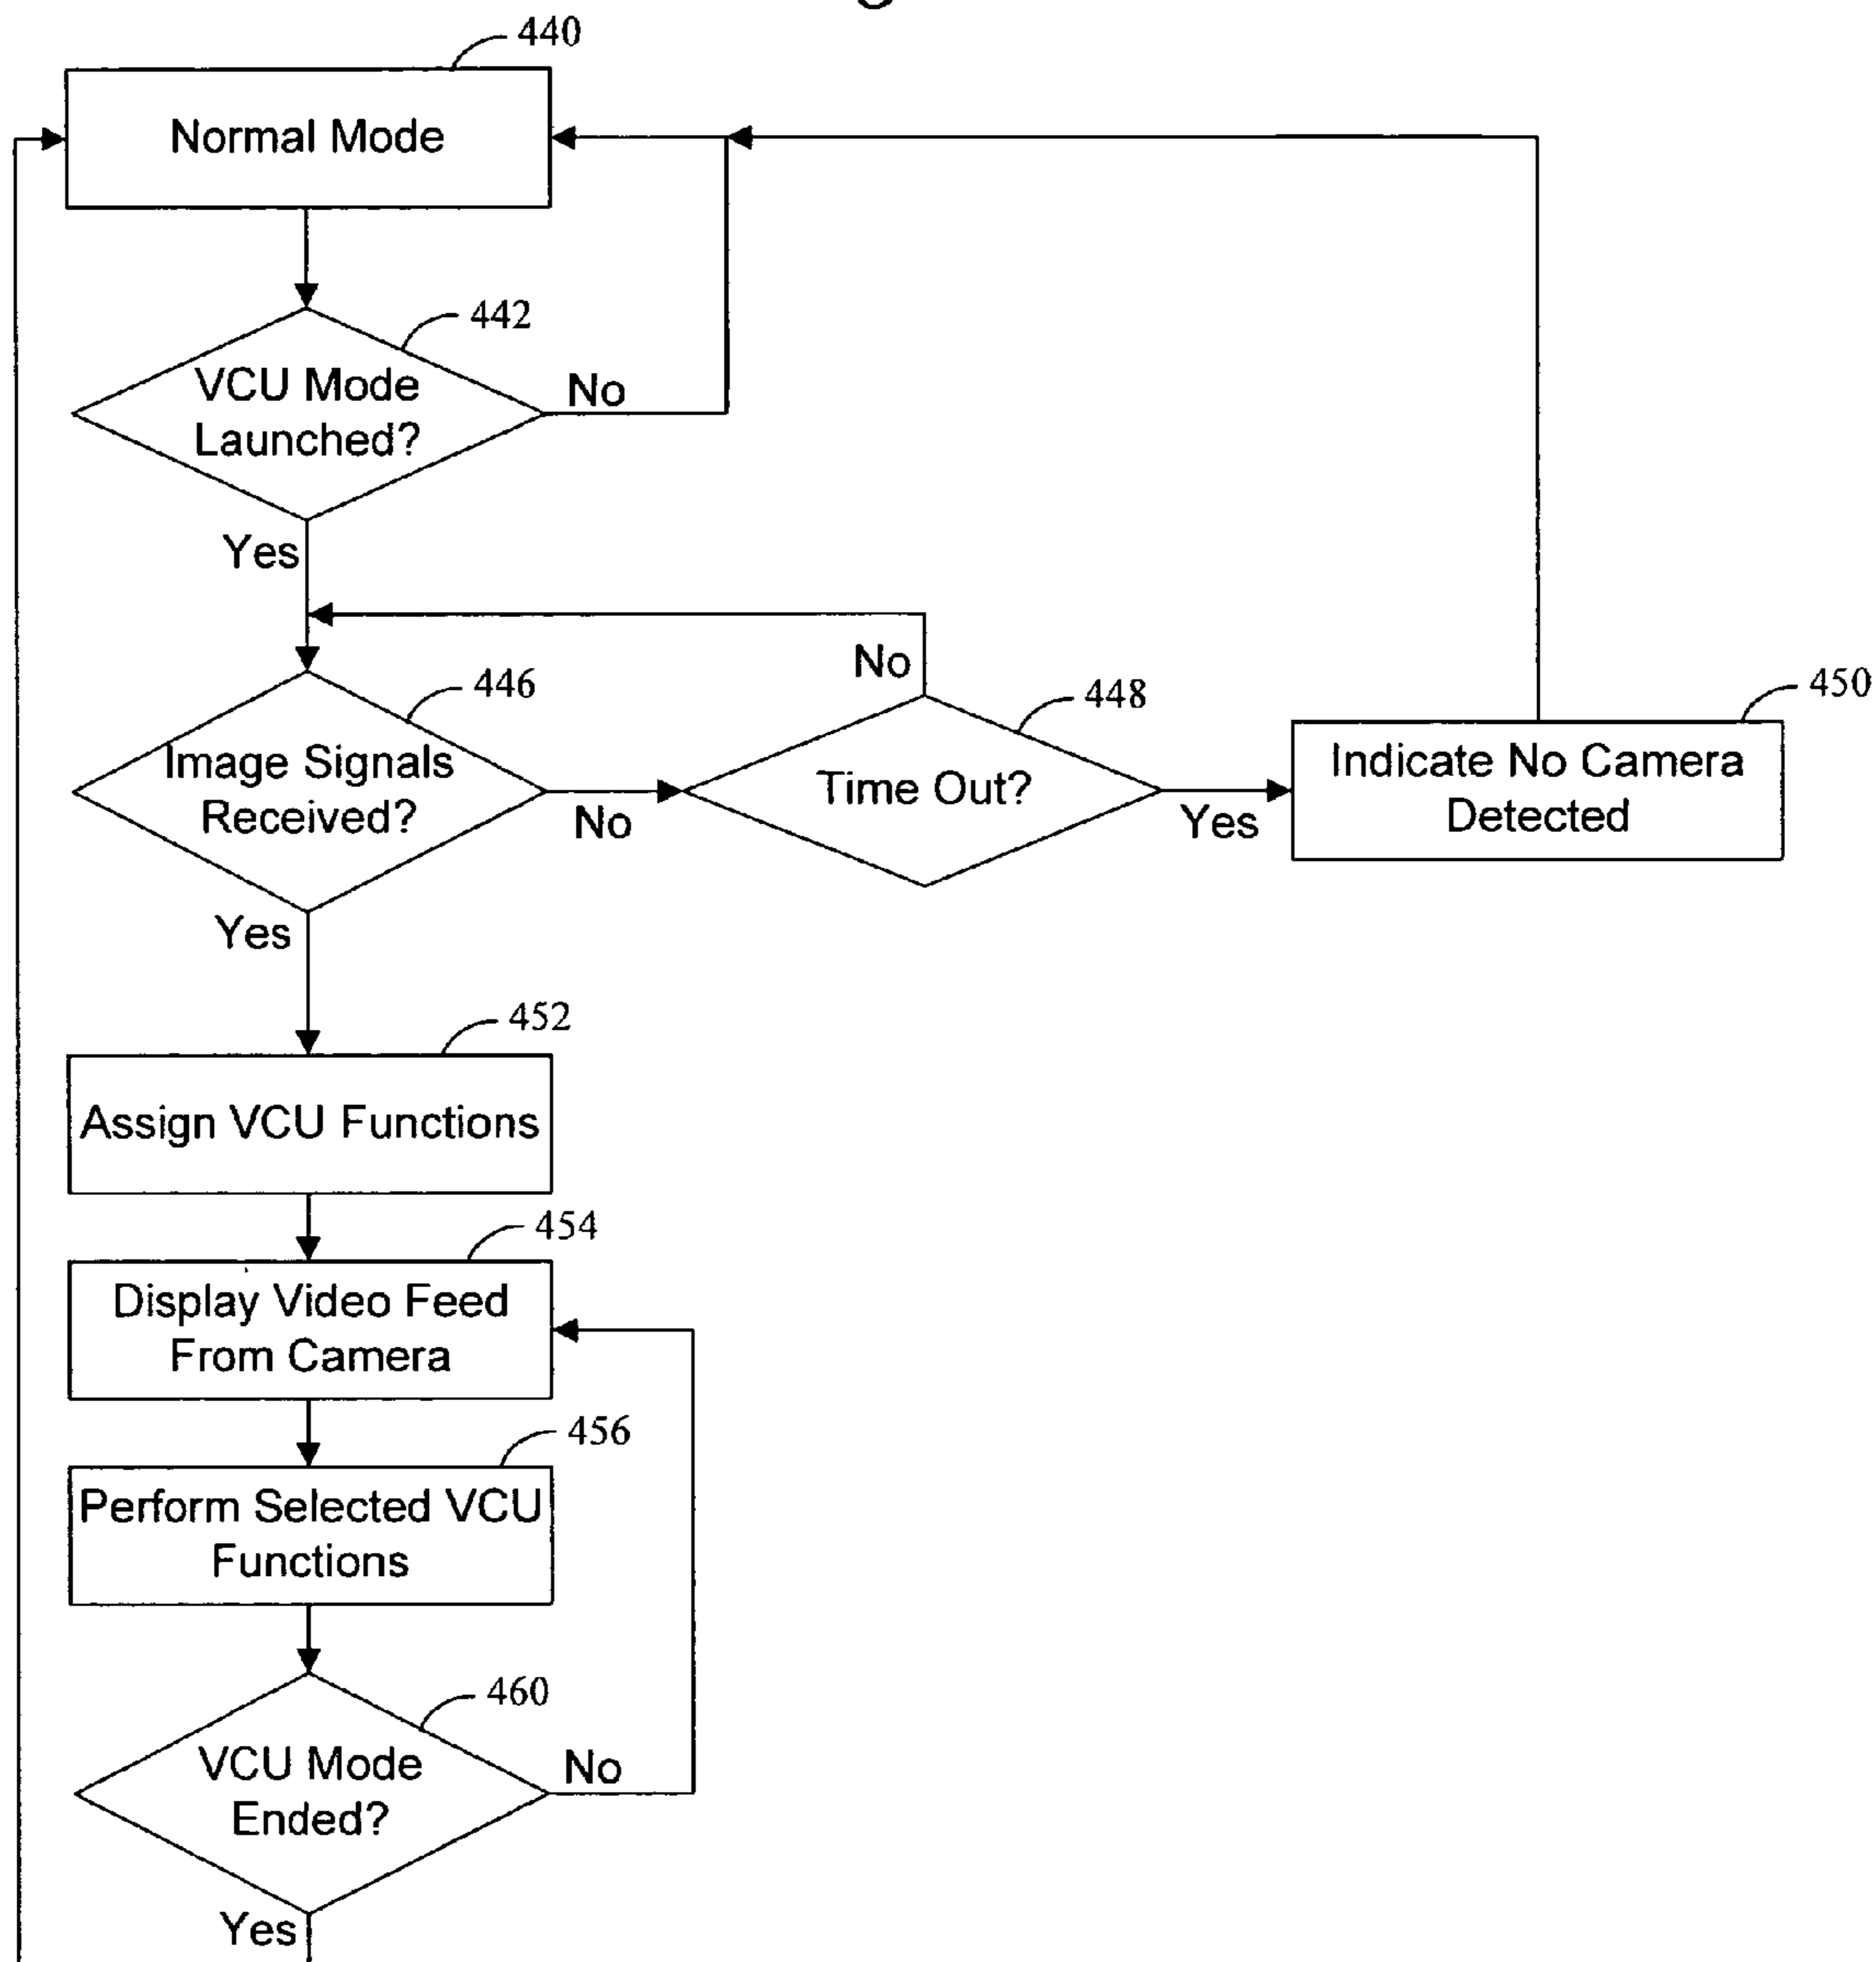 440
Normal Mode
442
VCU Mode
Launched?
No
Yes
No
446
448
450
Image Signals
Received?
No
Time Out?
Yes
Indicate No Camera
Detected
Yes
452
Assign VCU Functions
454
Display Video Feed
From Camera
456
Perform Selected VCU
Functions
460
VCU Mode
Ended?
No
Yes